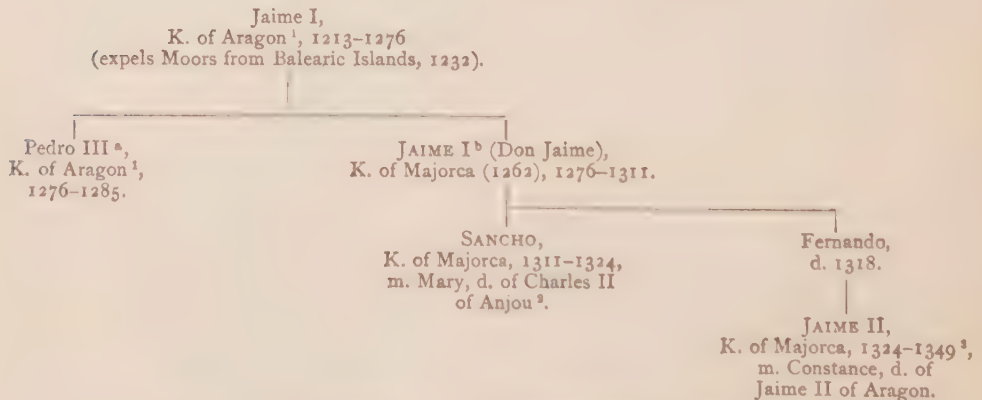 Jaime I,
K. of Aragon ¹, 1213–1276
(expels Moors from Balearic Islands, 1232).
Pedro III ᵃ,
K. of Aragon ¹,
1276–1285.
JAIME I ᵇ (Don Jaime),
K. of Majorca (1262), 1276–1311.
SANCHO,
K. of Majorca, 1311–1324,
m. Mary, d. of Charles II
of Anjou ².
Fernando,
d. 1318.
JAIME II,
K. of Majorca, 1324–1349 ³,
m. Constance, d. of
Jaime II of Aragon.